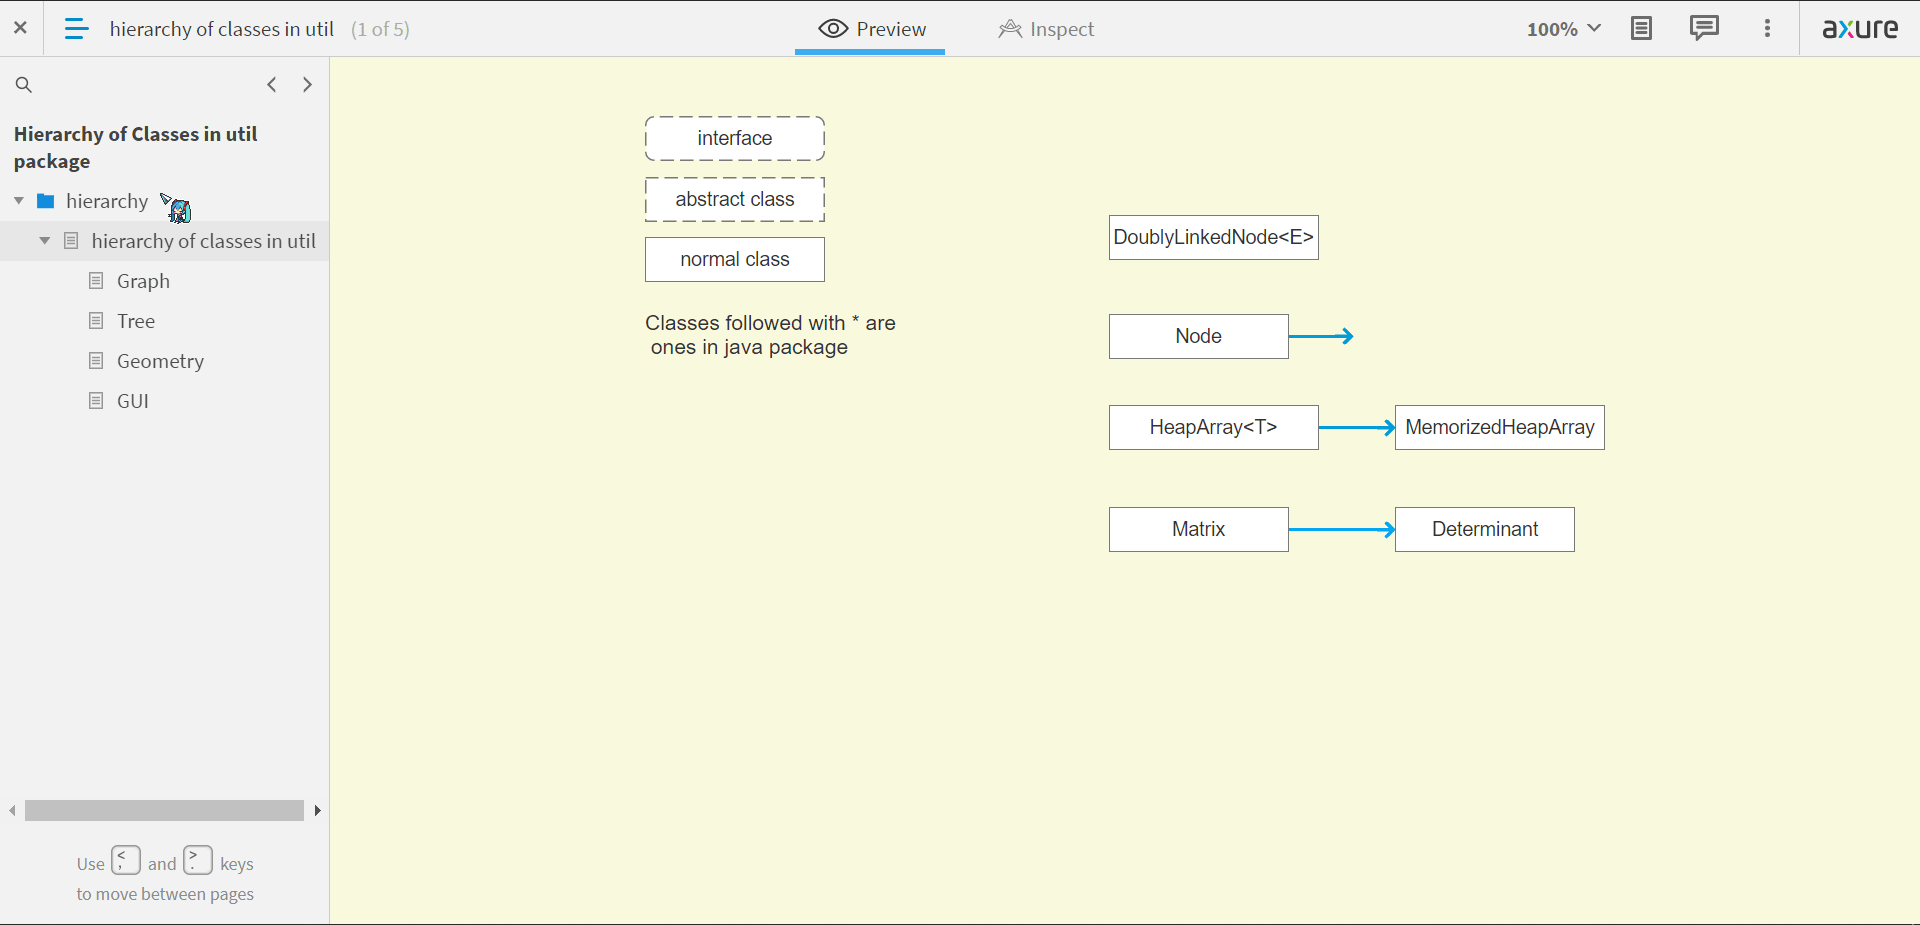 hierarchy of classes in util (1 of 5)
Preview
Inspect
100%
axure
Hierarchy of Classes in util
package
hierarchy
hierarchy of classes in util
Graph
Tree
Geometry
GUI
Use < , and > . keys
to move between pages
interface
abstract class
normal class
Classes followed with * are
ones in java package
DoublyLinkedNode<E>
Node
HeapArray<T>
MemorizedHeapArray
Matrix
Determinant